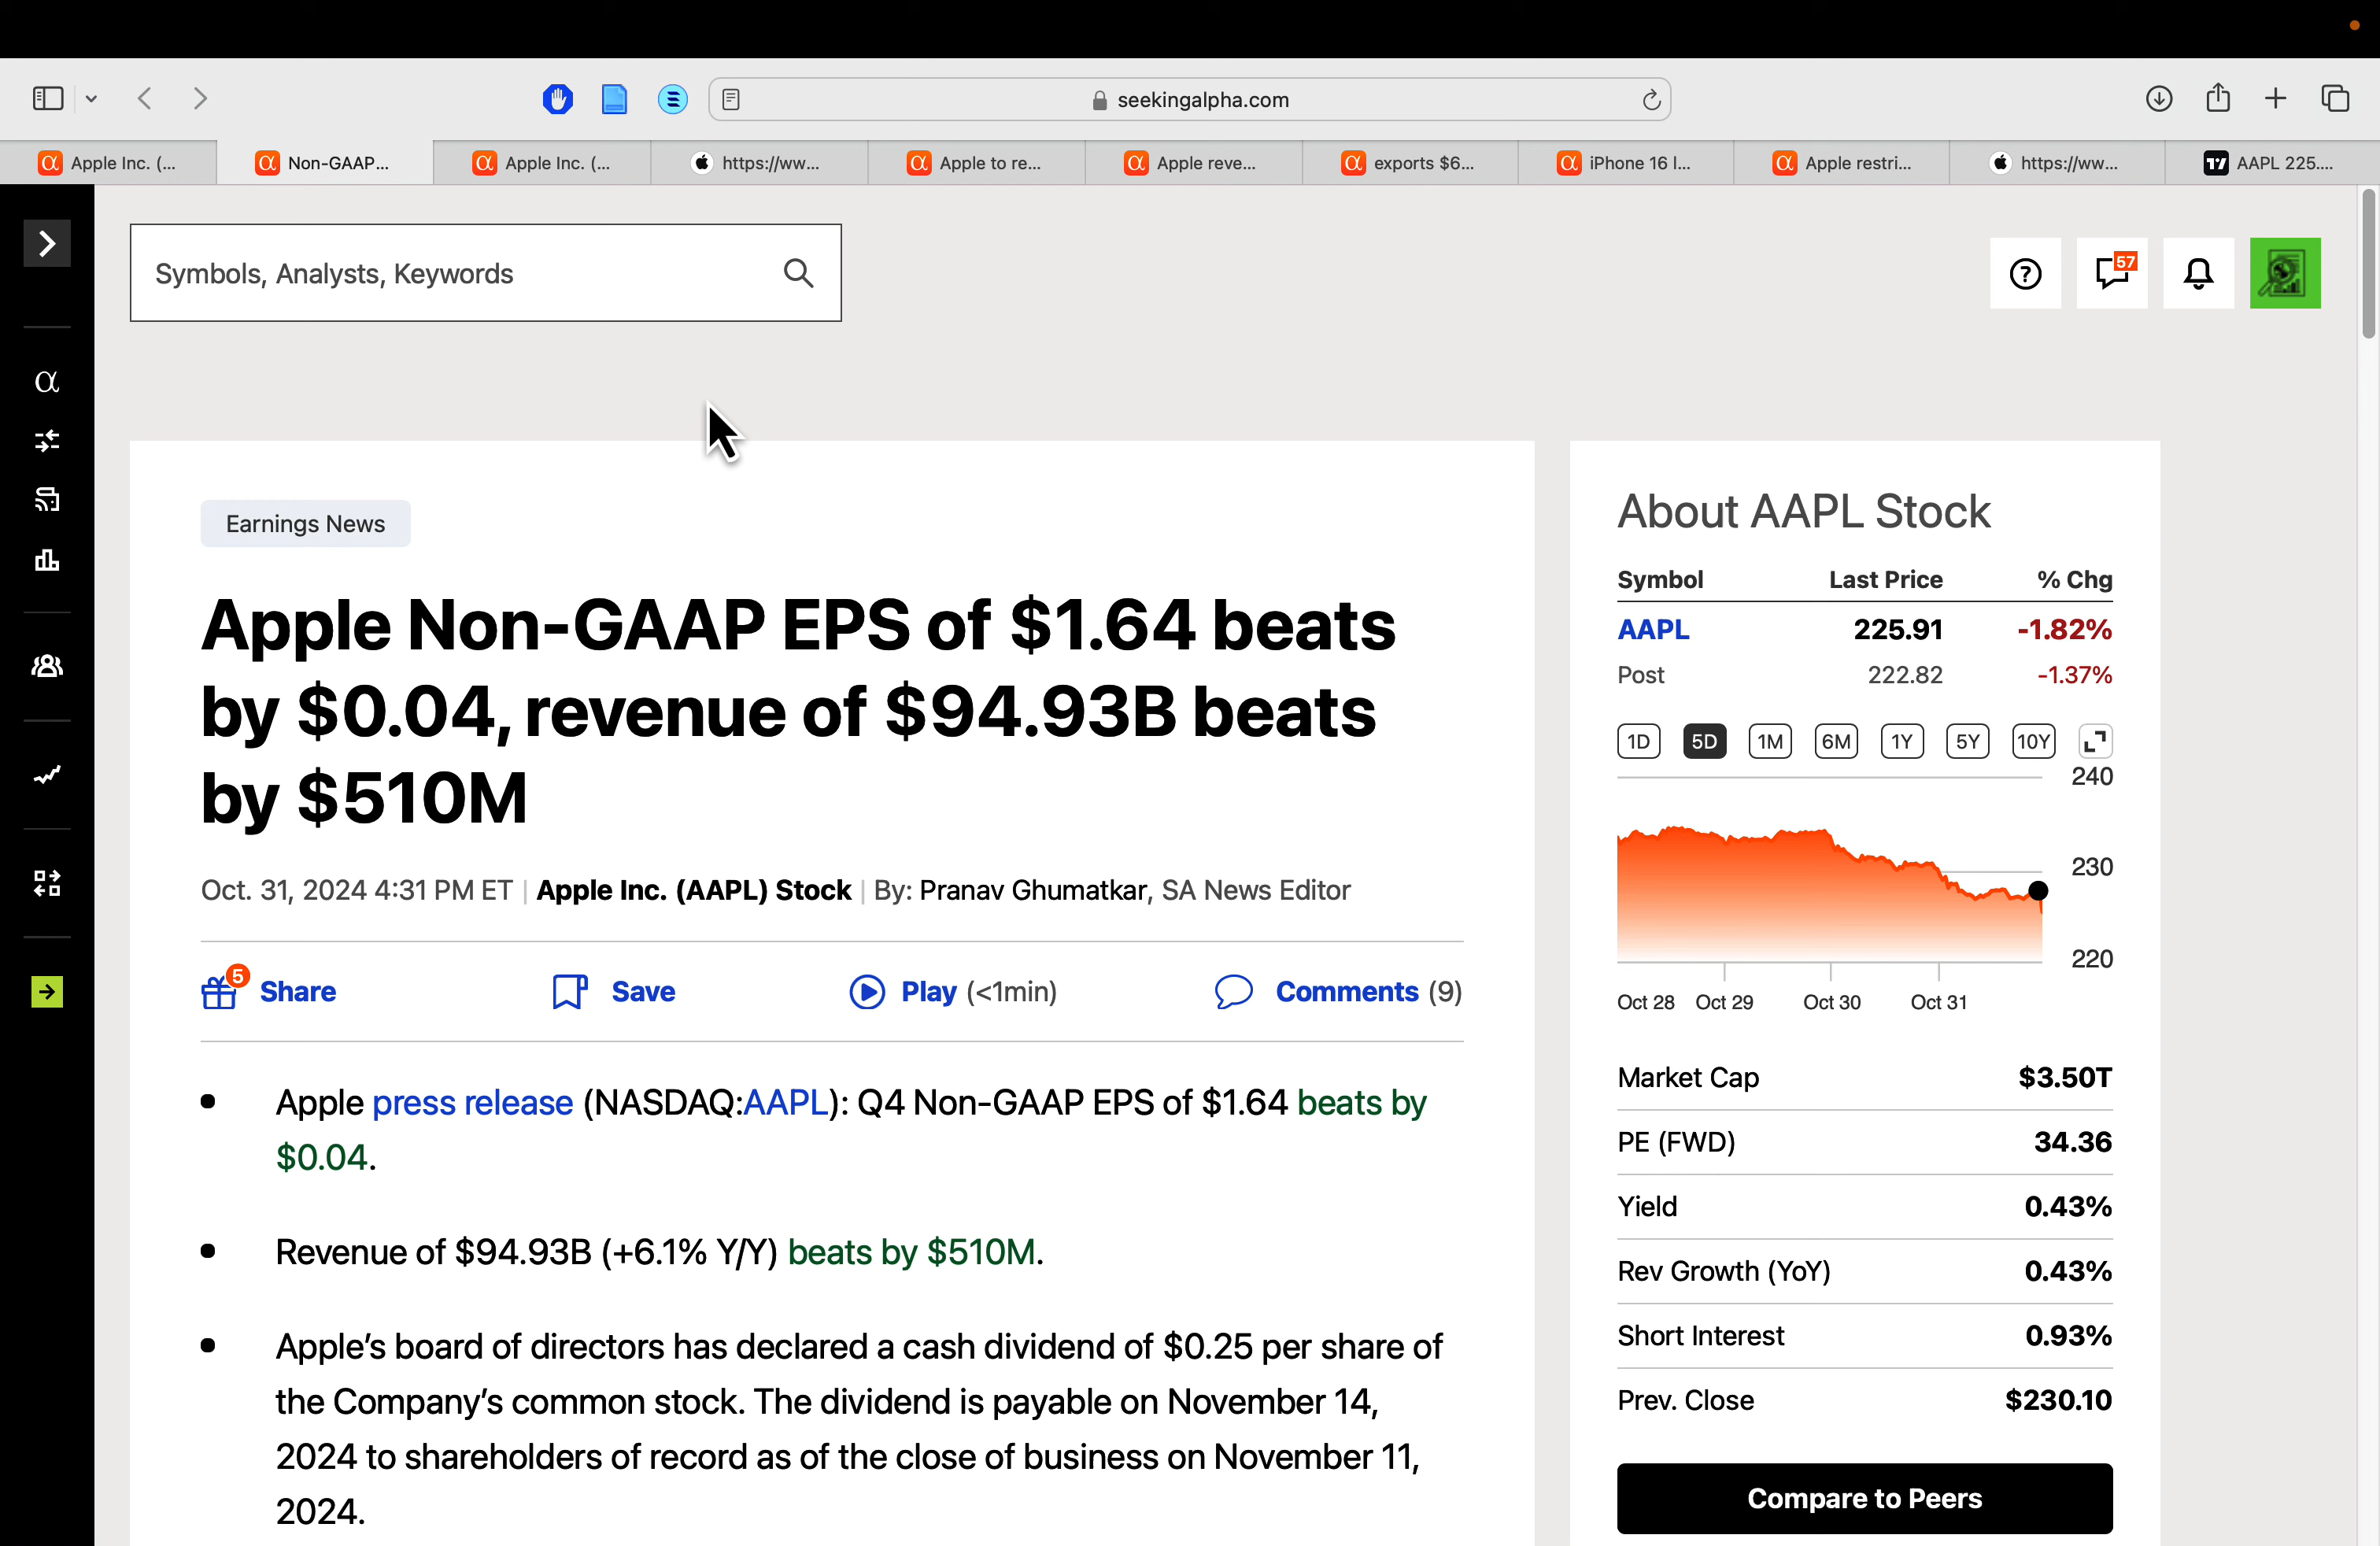 seekingalpha.com
Apple Inc. (...
Non-GAAP...
Apple Inc. (...
https://ww...
Apple to re...
Apple reve...
exports $6...
iPhone 16 l...
Apple restri...
https://ww...
AAPL 225....
Symbols, Analysts, Keywords
57
Earnings News
Apple Non-GAAP EPS of $1.64 beats
by $0.04, revenue of $94.93B beats
by $510M
Oct. 31, 2024 4:31 PM ET | Apple Inc. (AAPL) Stock | By: Pranav Ghumatkar, SA News Editor
5 Share
Save
Play (<1min)
Comments (9)
• Apple press release (NASDAQ:AAPL): Q4 Non-GAAP EPS of $1.64 beats by
$0.04.
• Revenue of $94.93B (+6.1% Y/Y) beats by $510M.
• Apple’s board of directors has declared a cash dividend of $0.25 per share of
the Company’s common stock. The dividend is payable on November 14,
2024 to shareholders of record as of the close of business on November 11,
2024.
About AAPL Stock
Symbol Last Price % Chg
AAPL 225.91 -1.82%
Post 222.82 -1.37%
1D 5D 1M 6M 1Y 5Y 10Y
240
230
220
Oct 28 Oct 29 Oct 30 Oct 31
Market Cap $3.50T
PE (FWD) 34.36
Yield 0.43%
Rev Growth (YoY) 0.43%
Short Interest 0.93%
Prev. Close $230.10
Compare to Peers